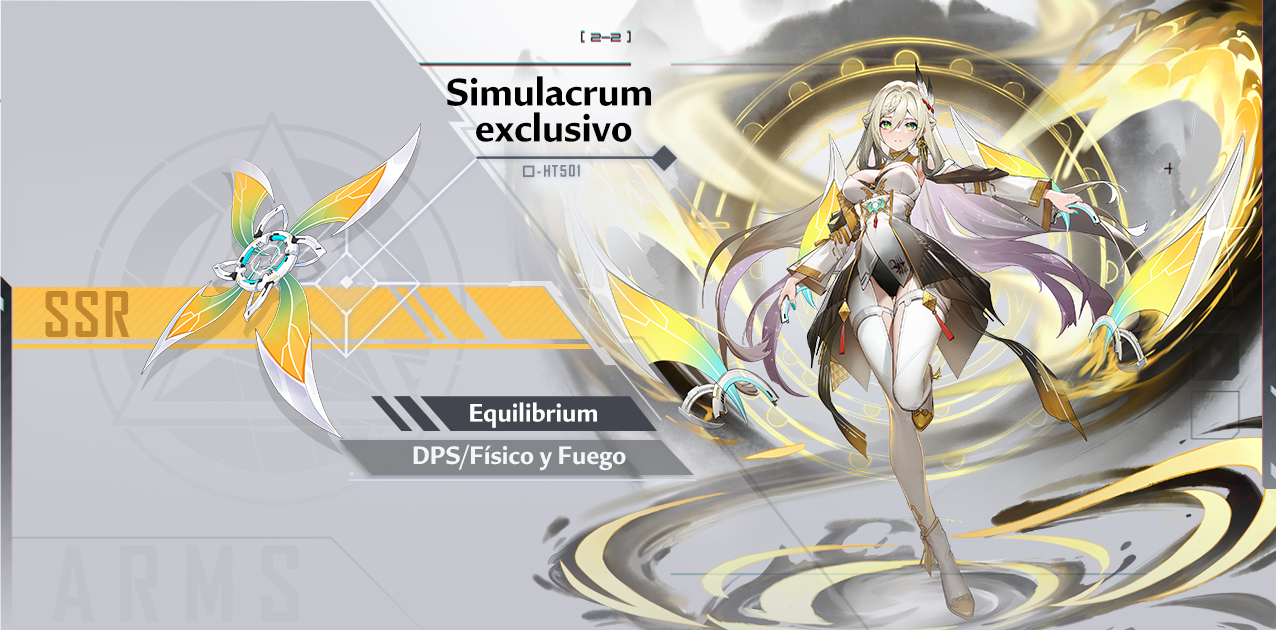 [ 2-2 ]
Simulacrum
exclusivo
-HT501
SSR
Equilibrium
DPS/Físico y Fuego
ARMS